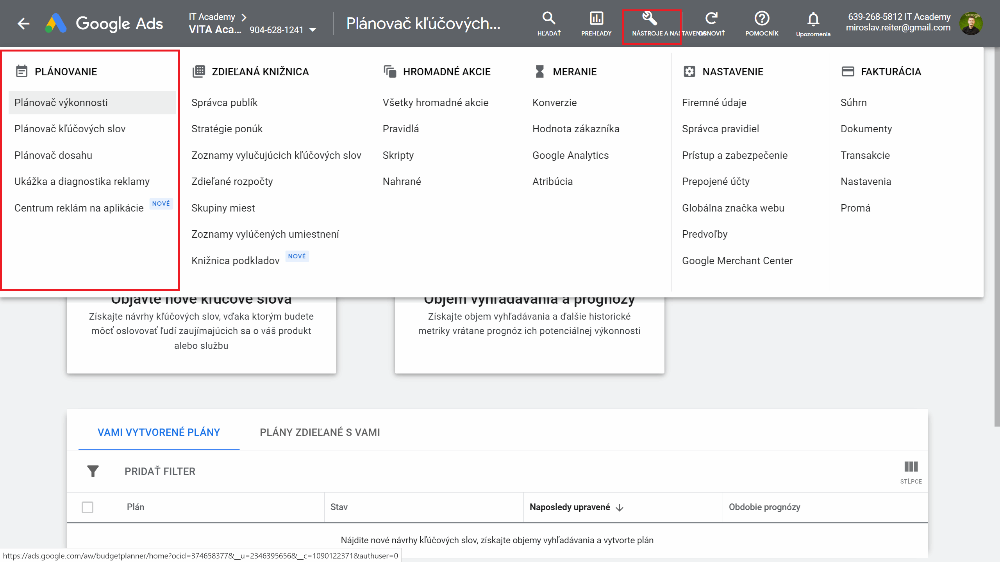 Google Ads
IT Academy
VITA Aca... 904-628-1241
Plánovač kľúčových...
HĽADAŤ
PREHĽADY
NÁSTROJE A NASTAVENIA
OBNOVIŤ
POMOCNÍK
Upozornenia
639-268-5812 IT Academy
miroslav.reiter@gmail.com
Google
PLÁNOVANIE
Plánovač výkonnosti
Plánovač kľúčových slov
Plánovač dosahu
Ukážka a diagnostika reklamy
Centrum reklám na aplikácie NOVÉ
ZDIEĽANÁ KNIŽNICA
Správca publík
Stratégie ponúk
Zoznamy vylučujúcich kľúčových slov
Zdieľané rozpočty
Skupiny miest
Zoznamy vylúčených umiestnení
Knižnica podkladov NOVÉ
HROMADNÉ AKCIE
Všetky hromadné akcie
Pravidlá
Skripty
Nahrané
MERANIE
Konverzie
Hodnota zákazníka
Google Analytics
Atribúcia
NASTAVENIE
Firemné údaje
Správca pravidiel
Prístup a zabezpečenie
Prepojené účty
Globálna značka webu
Predvoľby
Google Merchant Center
FAKTURÁCIA
Súhrn
Dokumenty
Transakcie
Nastavenia
Promá
Objavte nové kľúčové slová
Získajte návrhy kľúčových slov, vďaka ktorým budete
môcť oslovovať ľudí zaujímajúcich sa o váš produkt
alebo službu
Objem vyhľadávania a prognózy
Získajte objem vyhľadávania a ďalšie historické
metriky vrátane prognóz ich potenciálnej výkonnosti
VAMI VYTVORENÉ PLÁNY
PLÁNY ZDIEĽANÉ S VAMI
PRIDAŤ FILTER
STĹPCE
Plán
Stav
Naposledy upravené
Obdobie prognózy
Nájdite nové návrhy kľúčových slov, získajte objemy vyhľadávania a vytvorte plán
https://ads.google.com/aw/budgetplanner/home?ocid=374658377&__u=2346395656&__c=1090122371&authuser=0